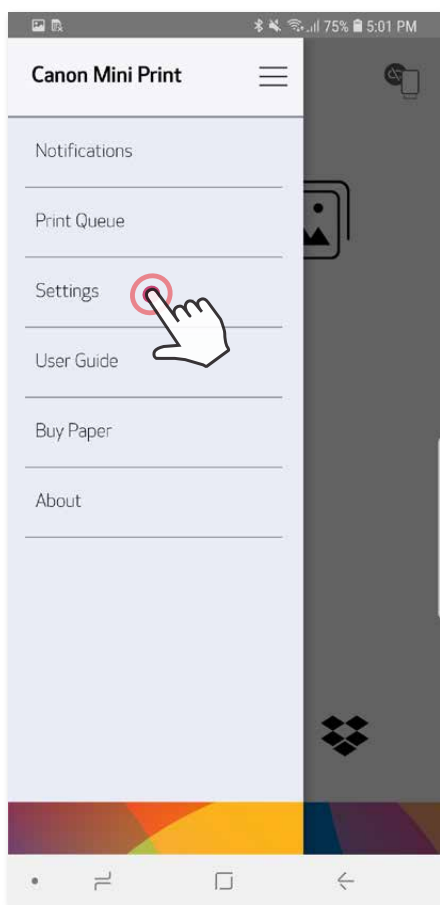 75% 5:01 PM
Canon Mini Print
Notifications
Print Queue
Settings
User Guide
Buy Paper
About